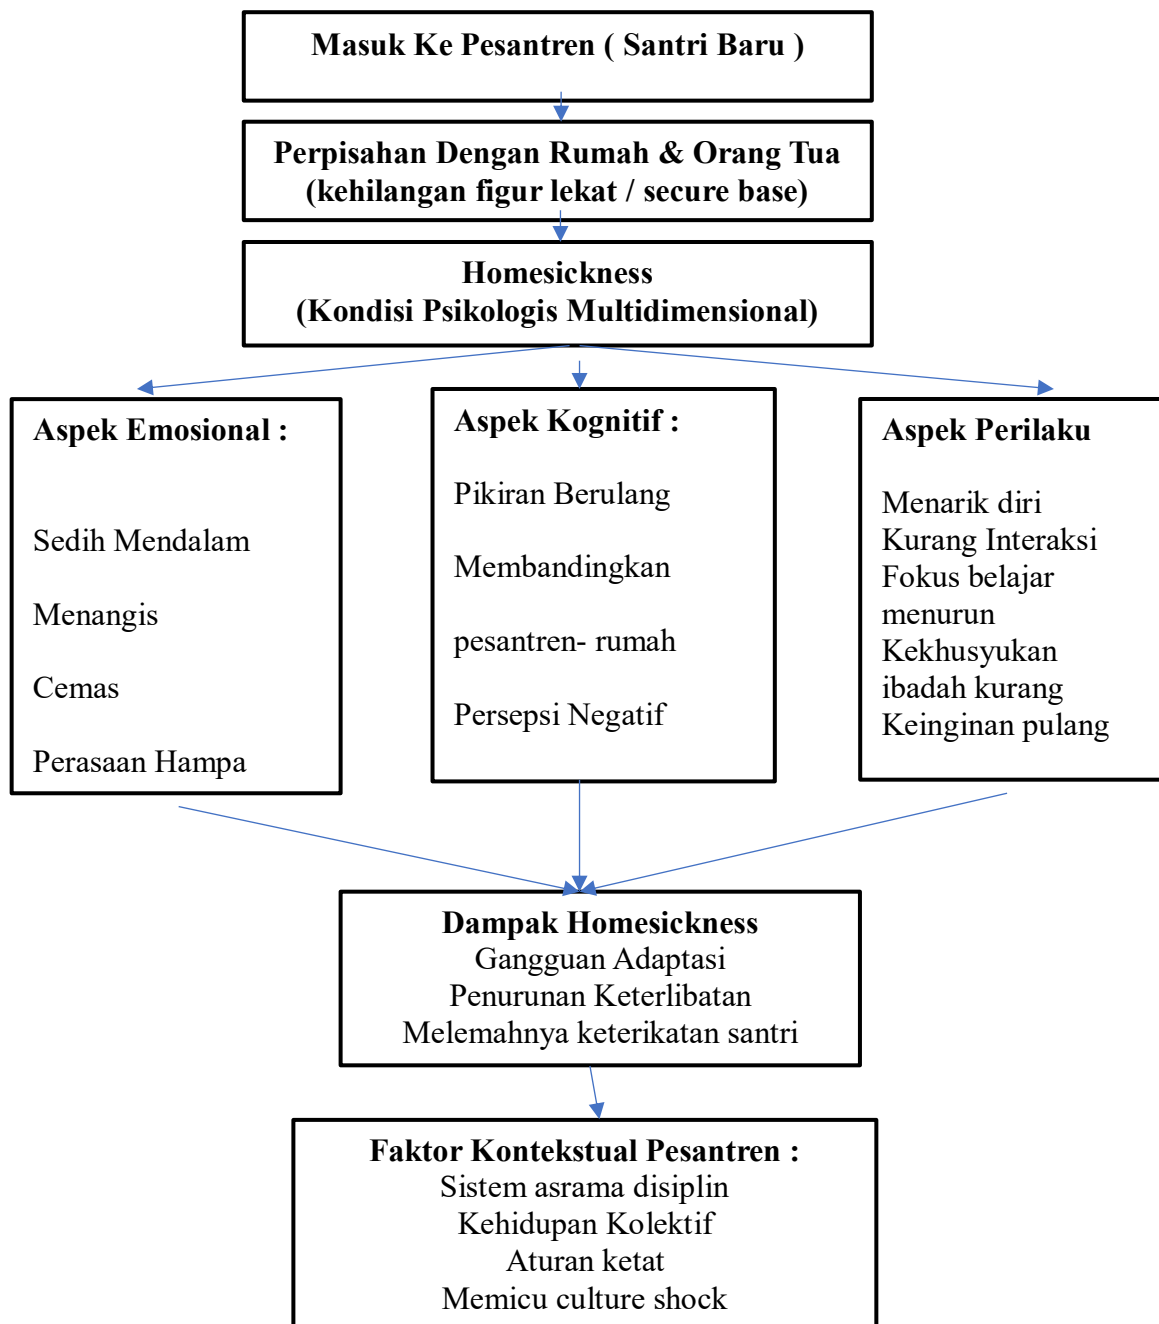 Masuk Ke Pesantren ( Santri Baru )
Perpisahan Dengan Rumah & Orang Tua
(kehilangan figur lekat / secure base)
Homesickness
(Kondisi Psikologis Multidimensional)
Aspek Emosional :
Sedih Mendalam
Menangis
Cemas
Perasaan Hampa
Aspek Kognitif :
Pikiran Berulang
Membandingkan
pesantren- rumah
Persepsi Negatif
Aspek Perilaku
Menarik diri
Kurang Interaksi
Fokus belajar
menurun
Kekhusyukan
ibadah kurang
Keinginan pulang
Dampak Homesickness
Gangguan Adaptasi
Penurunan Keterlibatan
Melemahnya keterikatan santri
Faktor Kontekstual Pesantren :
Sistem asrama disiplin
Kehidupan Kolektif
Aturan ketat
Memicu culture shock